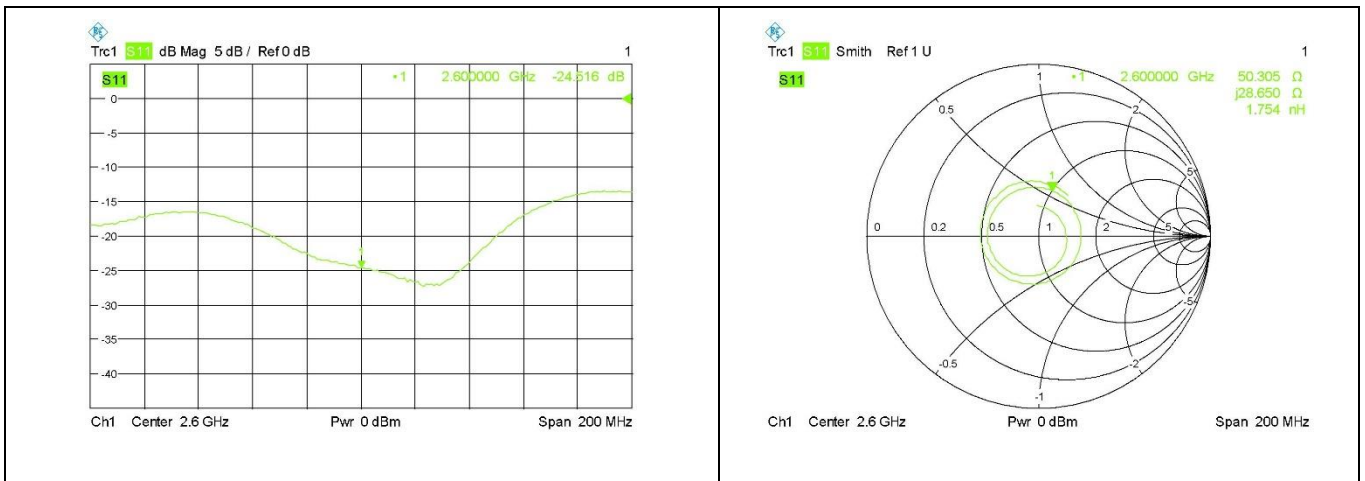 Trc1 S11 dB Mag 5 dB / Ref 0 dB 1
S11 •1 2.600000 GHz -24.516 dB
0
-5
-10
-15
-20
1
-25
-30
-35
-40
Ch1 Center 2.6 GHz Pwr 0 dBm Span 200 MHz
Trc1 S11 Smith Ref 1 U 1
S11 1 •1 2.600000 GHz 50.305 Ω
j28.650 Ω
1.754 nH
0.5 2
5
1
0 0.2 0.5 1 2 5
-5
-0.5 -2
-1
Ch1 Center 2.6 GHz Pwr 0 dBm Span 200 MHz